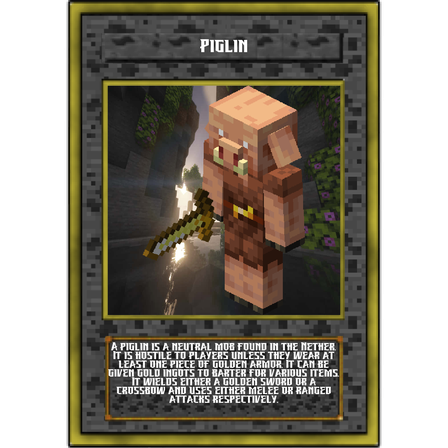 PIGLIN
A PIGLIN IS A NEUTRAL MOB FOUND IN THE NETHER.
IT IS HOSTILE TO PLAYERS UNLESS THEY WEAR AT
LEAST ONE PIECE OF GOLDEN ARMOR. IT CAN BE
GIVEN GOLD INGOTS TO BARTER FOR VARIOUS ITEMS.
IT WIELDS EITHER A GOLDEN SWORD OR A
CROSSBOW AND USES EITHER MELEE OR RANGED
ATTACKS RESPECTIVELY.